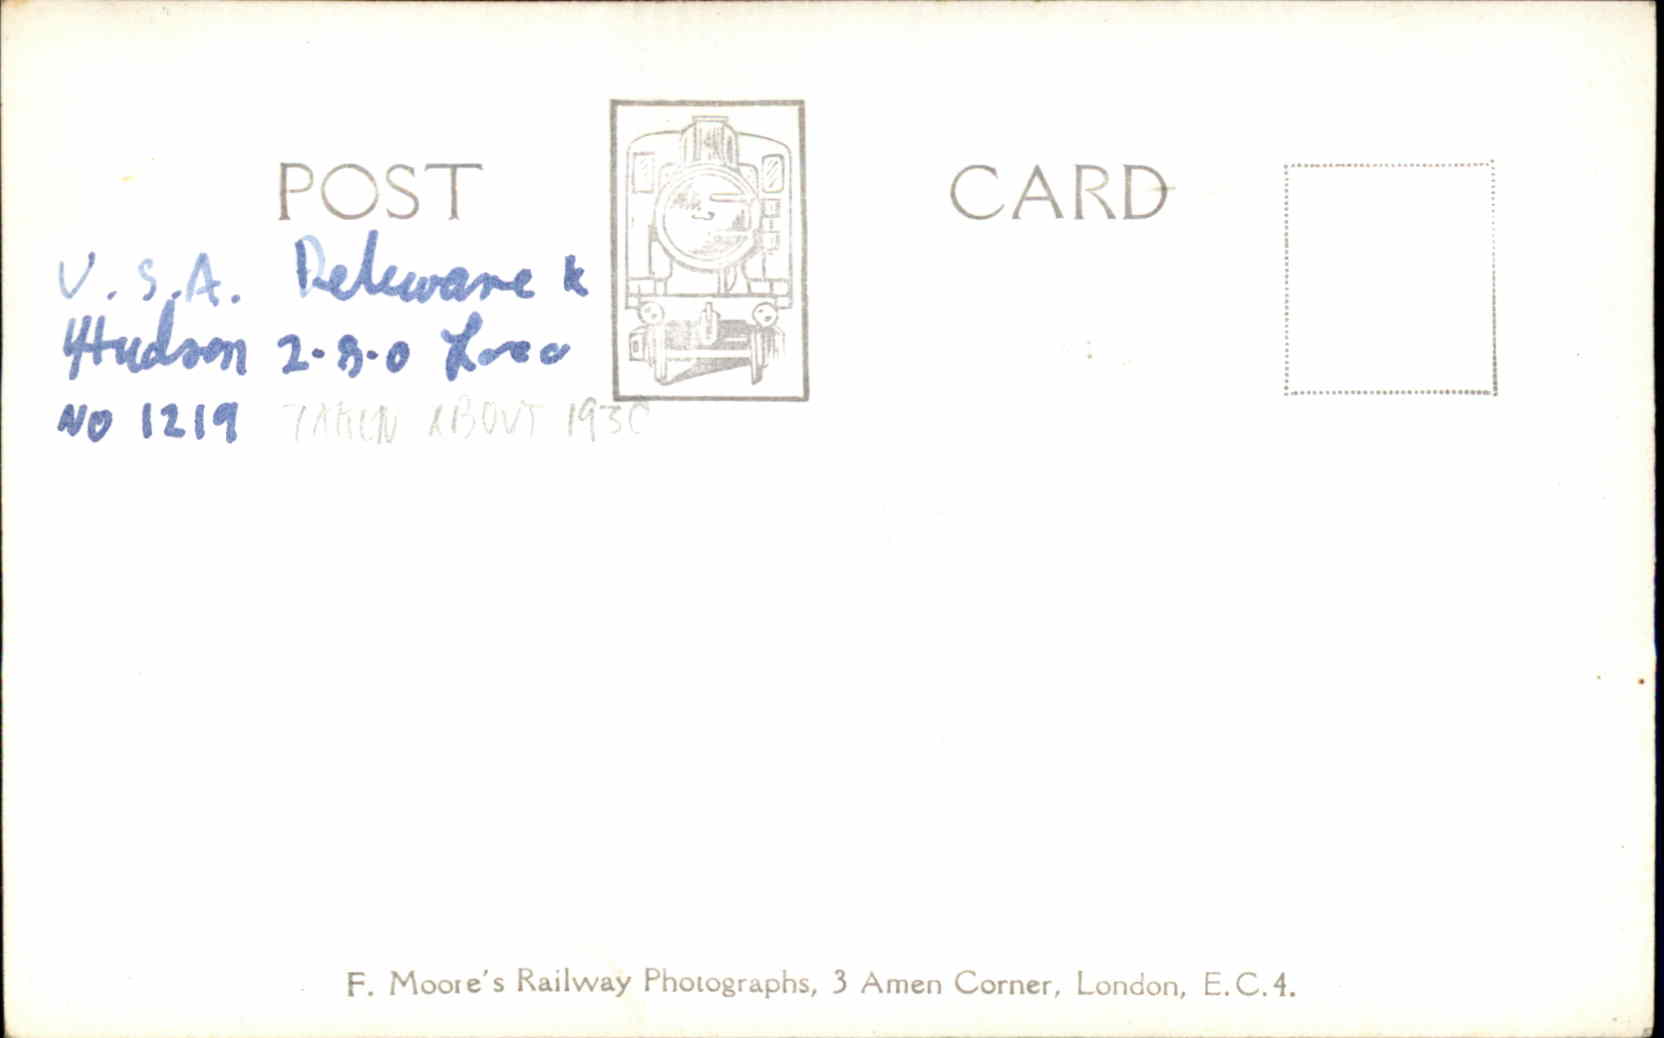 POST CARD
U.S.A. Deleware &
Hudson 2-8-0 Loco
NO 1219 TAKEN ABOUT 1930
F. Moore's Railway Photographs, 3 Amen Corner, London, E.C.4.